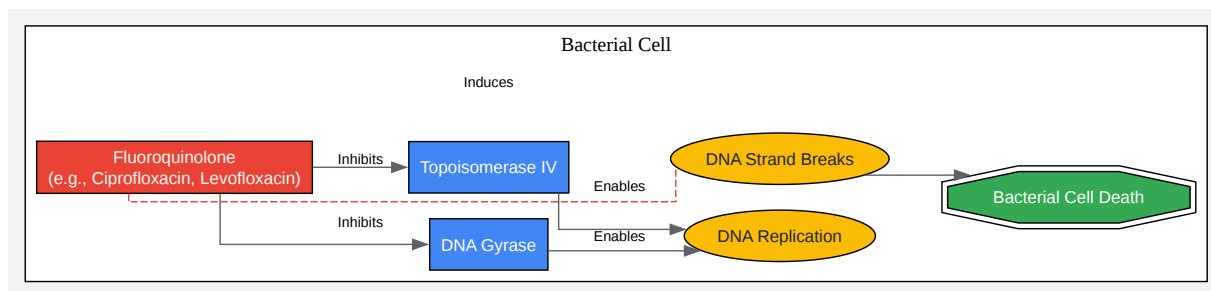 Bacterial Cell
Induces
Fluoroquinolone
(e.g., Ciprofloxacin, Levofloxacin)
Inhibits
Topoisomerase IV
DNA Strand Breaks
Enables
Bacterial Cell Death
Inhibits
DNA Gyrase
Enables
DNA Replication